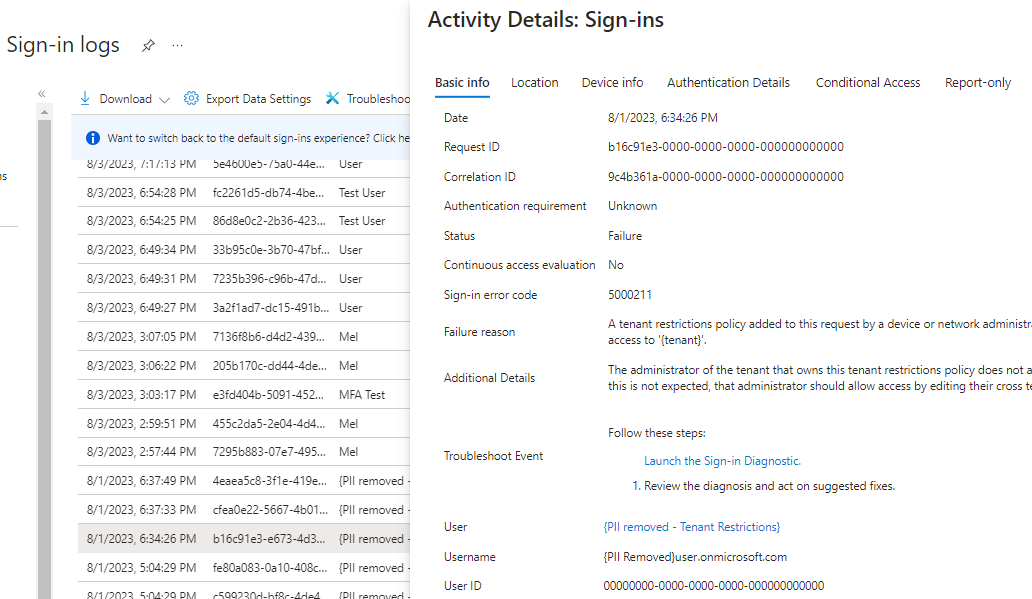 Sign-in logs
...
Download
Export Data Settings
Troubleshoo
Want to switch back to the default sign-ins experience? Click he
ns
8/3/2023, 7:17:13 PM 5e4600e5-75a0-44e... User
8/3/2023, 6:54:28 PM fc2261d5-db74-4be... Test User
8/3/2023, 6:54:25 PM 86d8e0c2-2b36-423... Test User
8/3/2023, 6:49:34 PM 33b95c0e-3b70-47bf... User
8/3/2023, 6:49:31 PM 7235b396-c96b-47d... User
8/3/2023, 6:49:27 PM 3a2f1ad7-dc15-491b... User
8/3/2023, 3:07:05 PM 7136f8b6-d4d2-439... Mel
8/3/2023, 3:06:22 PM 205b170c-dd44-4de... Mel
8/3/2023, 3:03:17 PM e3fd404b-5091-452... MFA Test
8/3/2023, 2:59:51 PM 455c2da5-2e04-4d4... Mel
8/3/2023, 2:57:44 PM 7295b883-07e7-495... Mel
8/1/2023, 6:37:49 PM 4eaea5c8-3f1e-419e... {PII removed -
8/1/2023, 6:37:33 PM cfea0e22-5667-4b01... {PII removed -
8/1/2023, 6:34:26 PM b16c91e3-e673-4d3... {PII removed -
8/1/2023, 5:04:29 PM fe80a083-0a10-408c... {PII removed -
8/1/2023, 5:04:29 PM c599230d-bf8c-4de4... {PII removed -
Activity Details: Sign-ins
Basic info Location Device info Authentication Details Conditional Access Report-only
Date 8/1/2023, 6:34:26 PM
Request ID b16c91e3-0000-0000-0000-000000000000
Correlation ID 9c4b361a-0000-0000-0000-000000000000
Authentication requirement Unknown
Status Failure
Continuous access evaluation No
Sign-in error code 5000211
Failure reason A tenant restrictions policy added to this request by a device or network administra
access to '{tenant}'.
Additional Details The administrator of the tenant that owns this tenant restrictions policy does not a
this is not expected, that administrator should allow access by editing their cross te
Troubleshoot Event Follow these steps:
Launch the Sign-in Diagnostic.
1. Review the diagnosis and act on suggested fixes.
User {PII removed - Tenant Restrictions}
Username {PII Removed}user.onmicrosoft.com
User ID 00000000-0000-0000-0000-000000000000